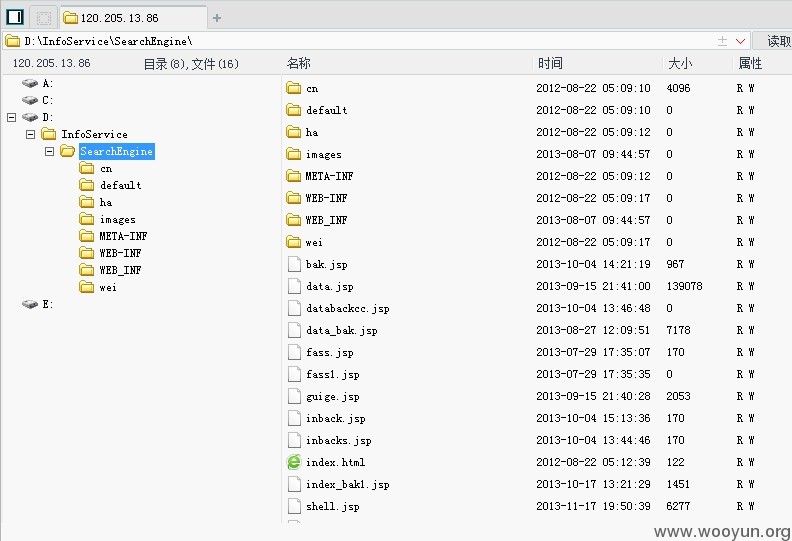 120.205.13.86
D:\InfoService\SearchEngine\ 读取
120.205.13.86 目录(8),文件(16)
A:
C:
D:
InfoService
SearchEngine
cn
default
ha
images
META-INF
WEB-INF
WEB_INF
wei
E:
名称 时间 大小 属性
cn 2012-08-22 05:09:10 4096 R W
default 2012-08-22 05:09:10 0 R W
ha 2012-08-22 05:09:12 0 R W
images 2013-08-07 09:44:57 0 R W
META-INF 2012-08-22 05:09:12 0 R W
WEB-INF 2012-08-22 05:09:17 0 R W
WEB_INF 2013-08-07 09:44:57 0 R W
wei 2012-08-22 05:09:17 0 R W
bak.jsp 2013-10-04 14:21:19 967 R W
data.jsp 2013-09-15 21:41:00 139078 R W
databackcc.jsp 2013-10-04 13:46:48 0 R W
data_bak.jsp 2013-08-27 12:09:51 7178 R W
fass.jsp 2013-07-29 17:35:07 170 R W
fass1.jsp 2013-07-29 17:35:35 0 R W
guige.jsp 2013-09-15 21:40:28 2053 R W
inback.jsp 2013-10-04 15:13:36 170 R W
inbacks.jsp 2013-10-04 13:44:46 170 R W
index.html 2012-08-22 05:12:39 122 R W
index_bak1.jsp 2013-10-17 13:21:29 1451 R W
shell.jsp 2013-11-17 19:50:39 6277 R W
www.wooyun.org